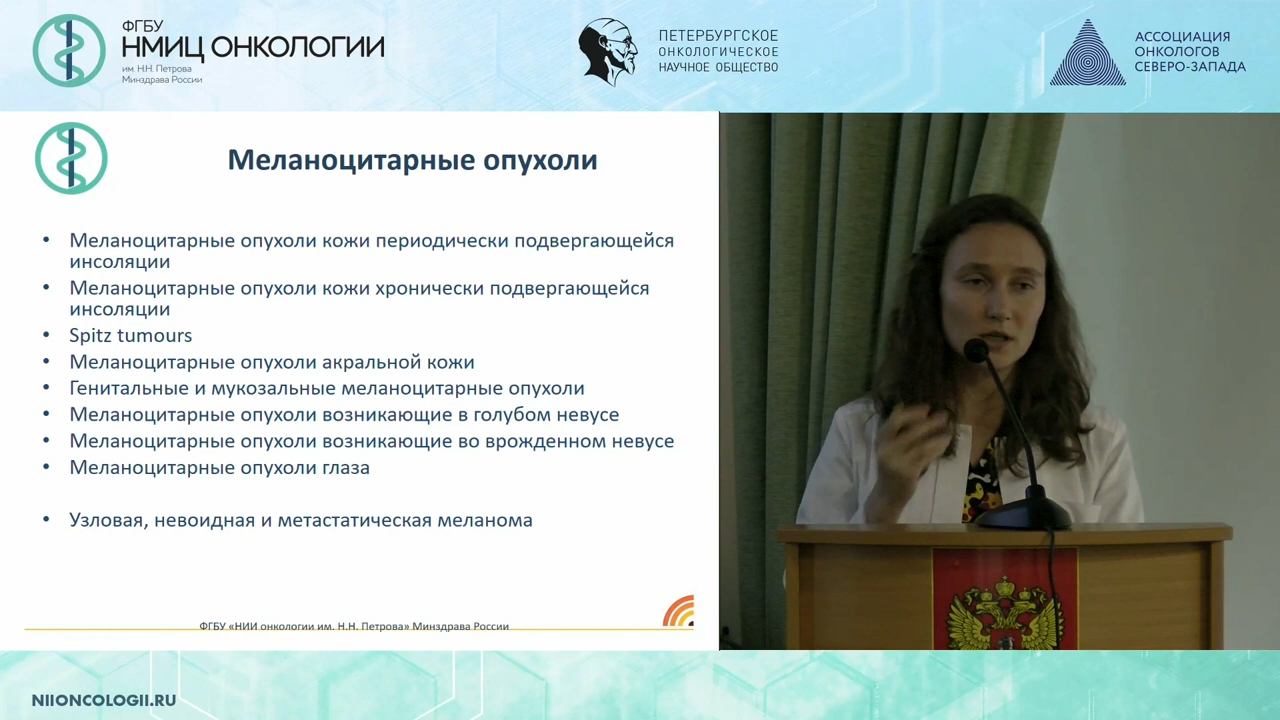 ФГБУ
НМИЦ ОНКОЛОГИИ
им. Н.Н. Петрова
Минздрава России
ПЕТЕРБУРГСКОЕ
ОНКОЛОГИЧЕСКОЕ
НАУЧНОЕ ОБЩЕСТВО
АССОЦИАЦИЯ
ОНКОЛОГОВ
СЕВЕРО-ЗАПАДА
Меланоцитарные опухоли
• Меланоцитарные опухоли кожи периодически подвергающейся
инсоляции
• Меланоцитарные опухоли кожи хронически подвергающейся
инсоляции
• Spitz tumours
• Меланоцитарные опухоли акральной кожи
• Генитальные и мукозальные меланоцитарные опухоли
• Меланоцитарные опухоли возникающие в голубом невусе
• Меланоцитарные опухоли возникающие во врожденном невусе
• Меланоцитарные опухоли глаза
• Узловая, невоидная и метастатическая меланома
ФГБУ «НИИ онкологии им. Н.Н. Петрова» Минздрава России
NIIONCOLOGII.RU